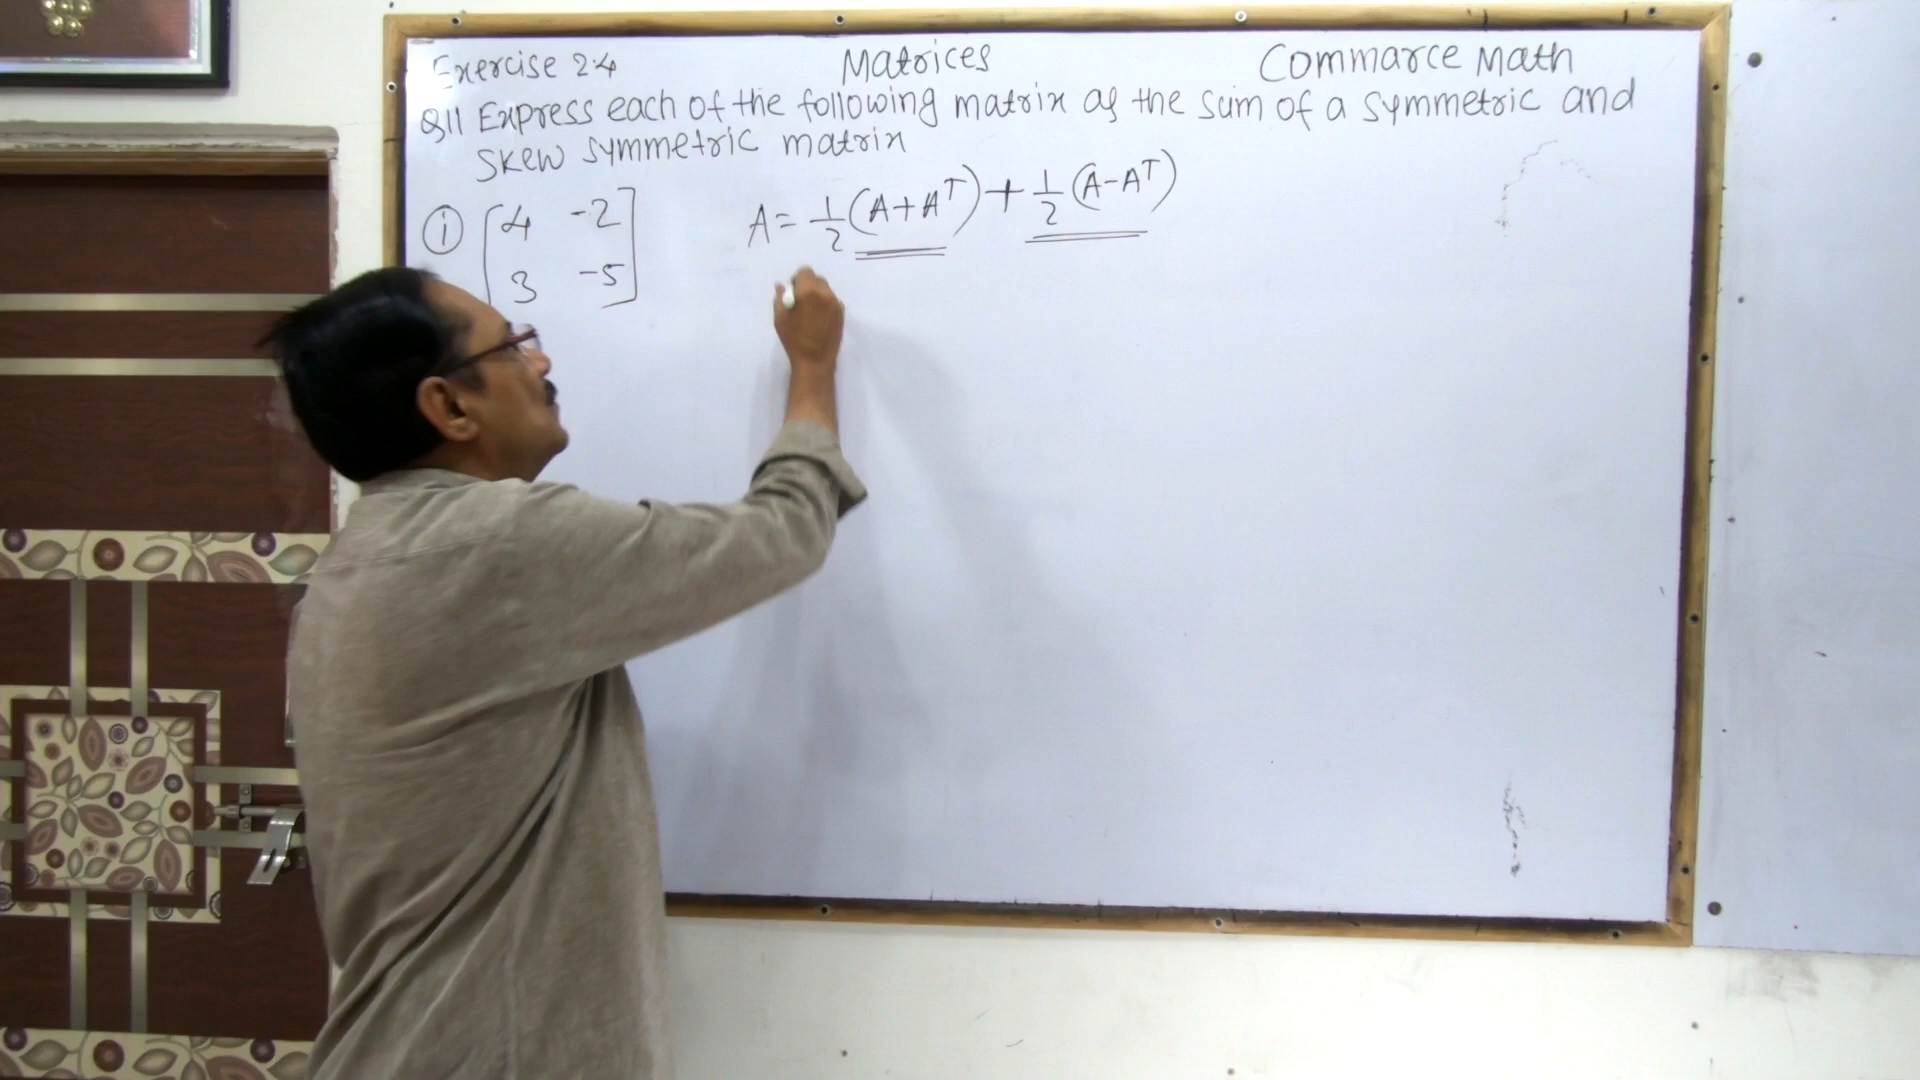 Exercise 2.4 Matrices Commarce Math
Q11 Express each of the following matrix as the sum of a symmetric and
skew symmetric matrix
① [4 -2
3 -5]
A = 1/2 (A + A^T) + 1/2 (A - A^T)